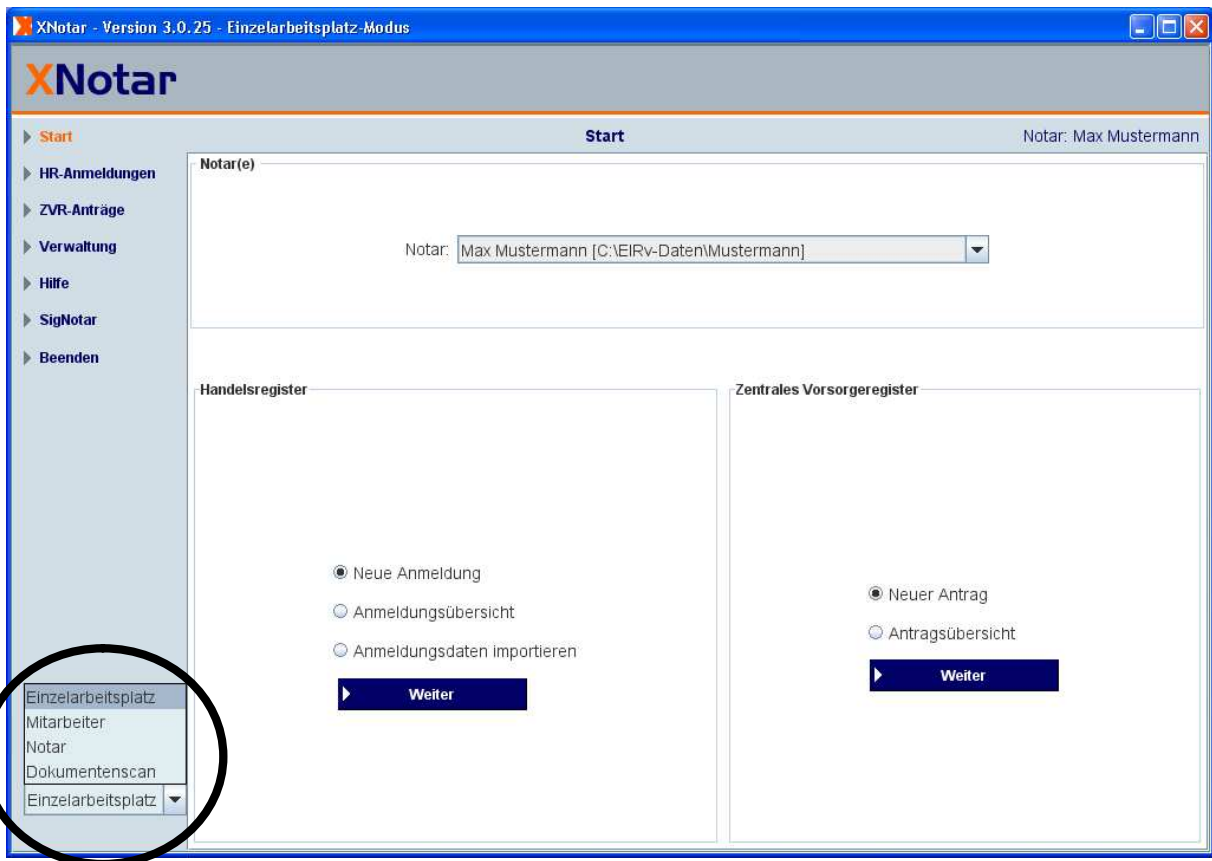 XNotar - Version 3.0.25 - Einzelarbeitsplatz-Modus
XNotar
Start
Start
Notar: Max Mustermann
HR-Anmeldungen
ZVR-Anträge
Verwaltung
Hilfe
SigNotar
Beenden
Notar(e)
Notar: Max Mustermann [C:\ElRv-Daten\Mustermann]
Handelsregister
Neue Anmeldung
Anmeldungsübersicht
Anmeldungsdaten importieren
Weiter
Zentrales Vorsorgeregister
Neuer Antrag
Antragsübersicht
Weiter
Einzelarbeitsplatz
Mitarbeiter
Notar
Dokumentenscan
Einzelarbeitsplatz